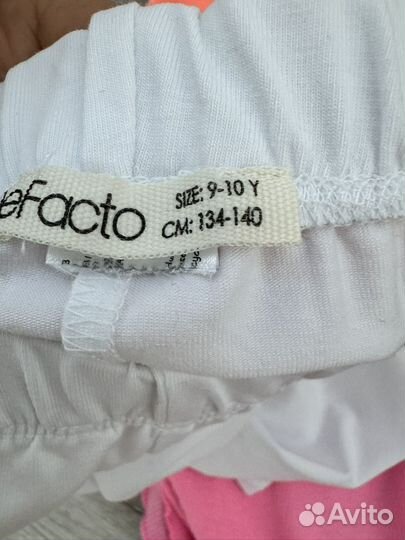 eFacto
SIZE: 9-10 Y
CM: 134-140
Avito